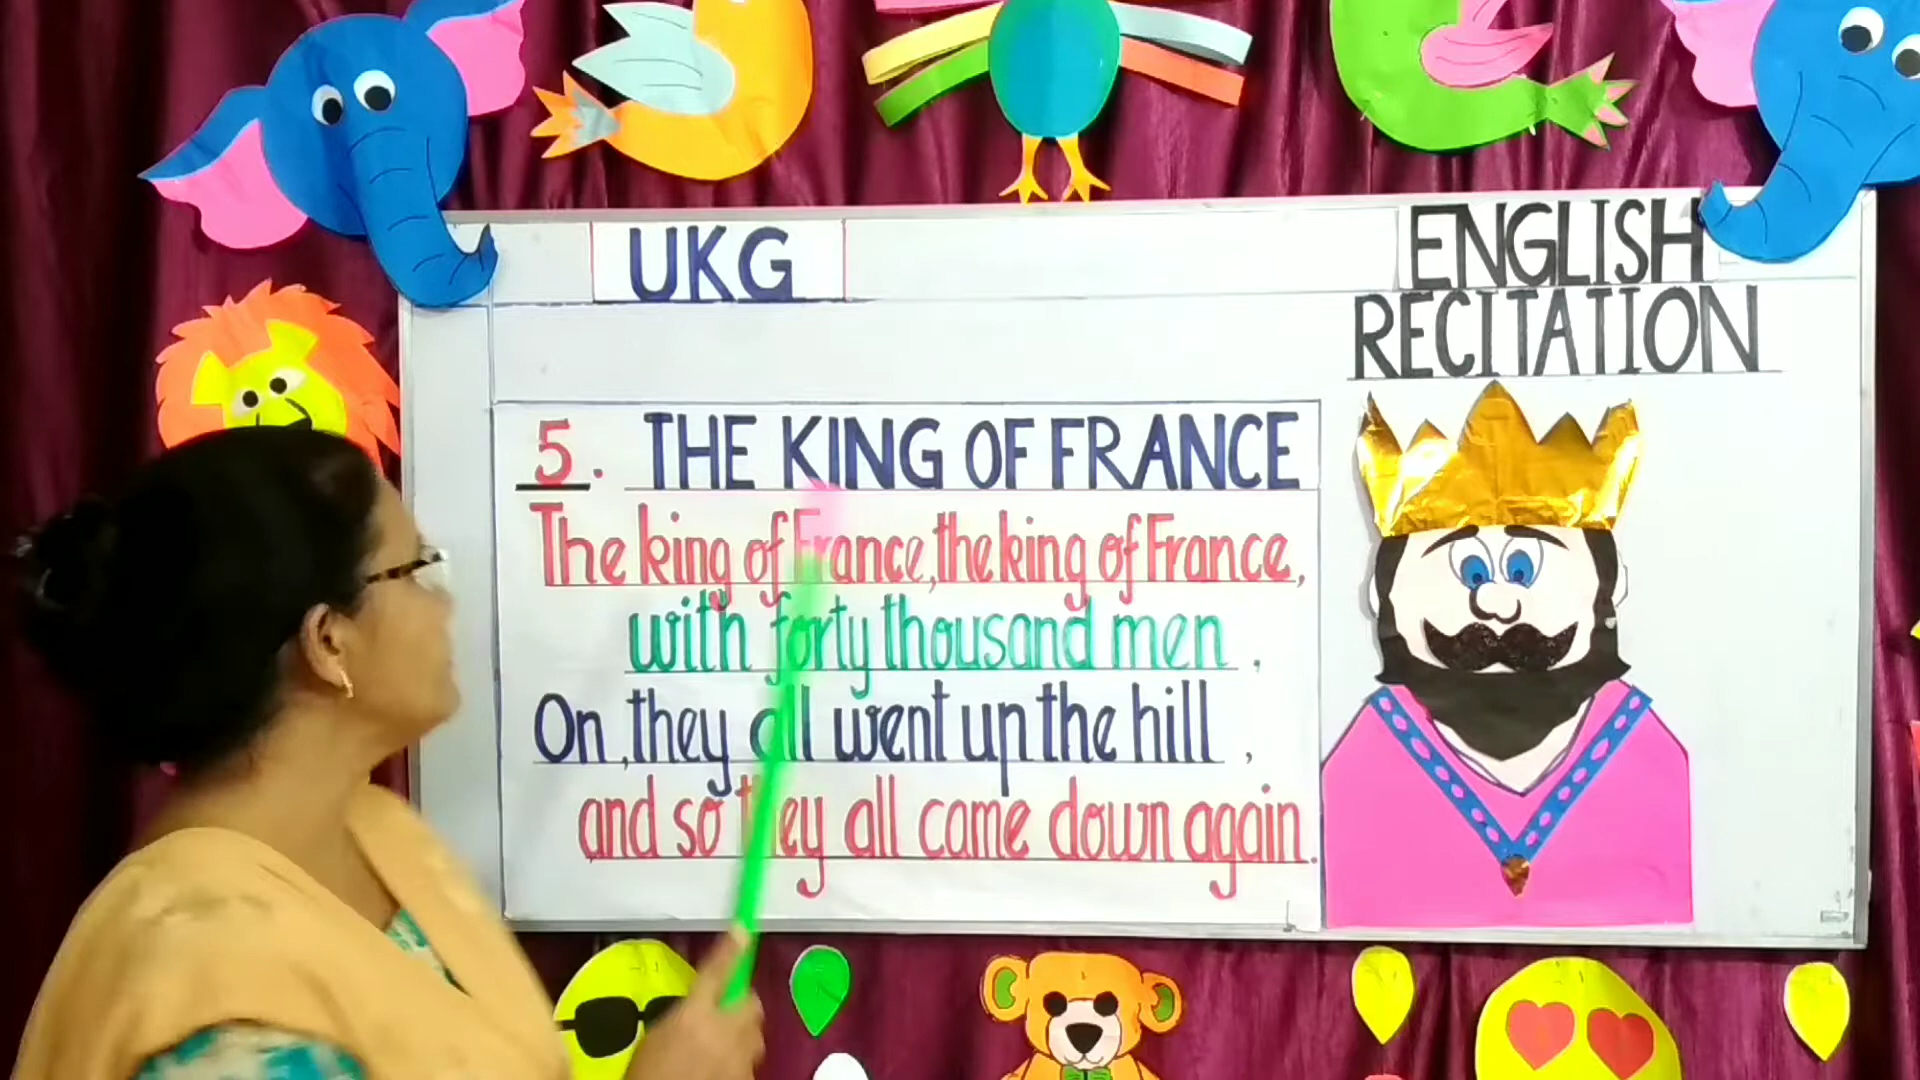 UKG
ENGLISH
RECITATION
5. THE KING OF FRANCE
The king of France, the king of France,
with forty thousand men,
On, they all went up the hill,
and so they all came down again.